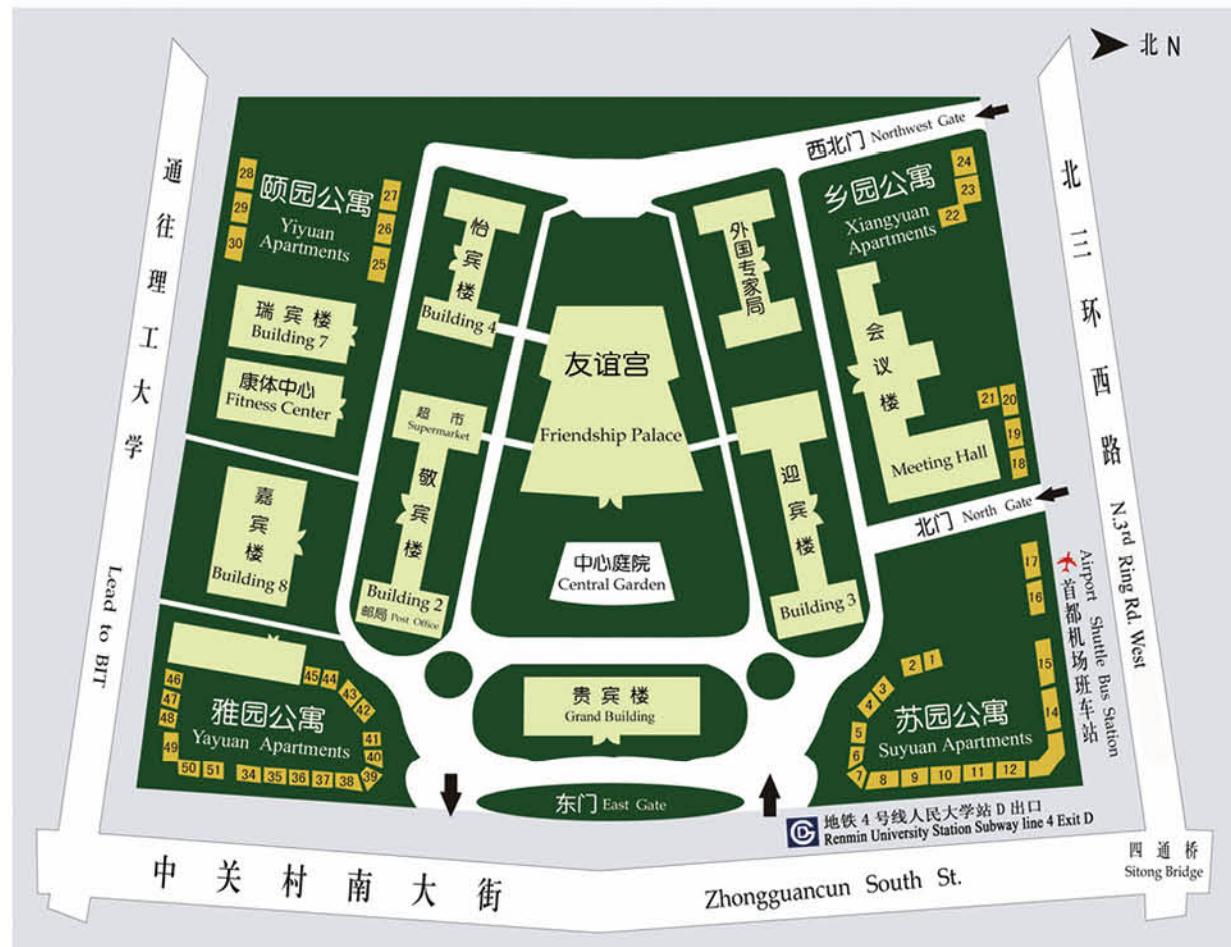 北 N
西北门 Northwest Gate
通往理工大学
Lead to BIT
28
29
30
颐园公寓
Yiyuan
Apartments
27
26
25
怡宾楼
Building 4
外国专家局
乡园公寓
Xiangyuan
Apartments
24
23
22
北三环西路
N.3rd Ring Rd. West
瑞宾楼
Building 7
康体中心
Fitness Center
友谊宫
Friendship Palace
会议楼
Meeting Hall
21
20
19
18
超市
Supermarket
敬宾楼
Building 2
邮局 Post Office
迎宾楼
Building 3
中心庭院
Central Garden
北门 North Gate
嘉宾楼
Building 8
17
16
首都机场班车站
Airport Shuttle Bus Station
46
47
48
49
50
51
45
44
43
42
41
40
39
34
35
36
37
38
雅园公寓
Yayuan Apartments
贵宾楼
Grand Building
2
1
3
4
5
6
7
8
9
10
11
12
14
15
苏园公寓
Suyuan Apartments
东门 East Gate
地铁4号线人民大学站D出口
Renmin University Station Subway line 4 Exit D
中关村南大街
Zhongguancun South St.
四通桥
Sitong Bridge